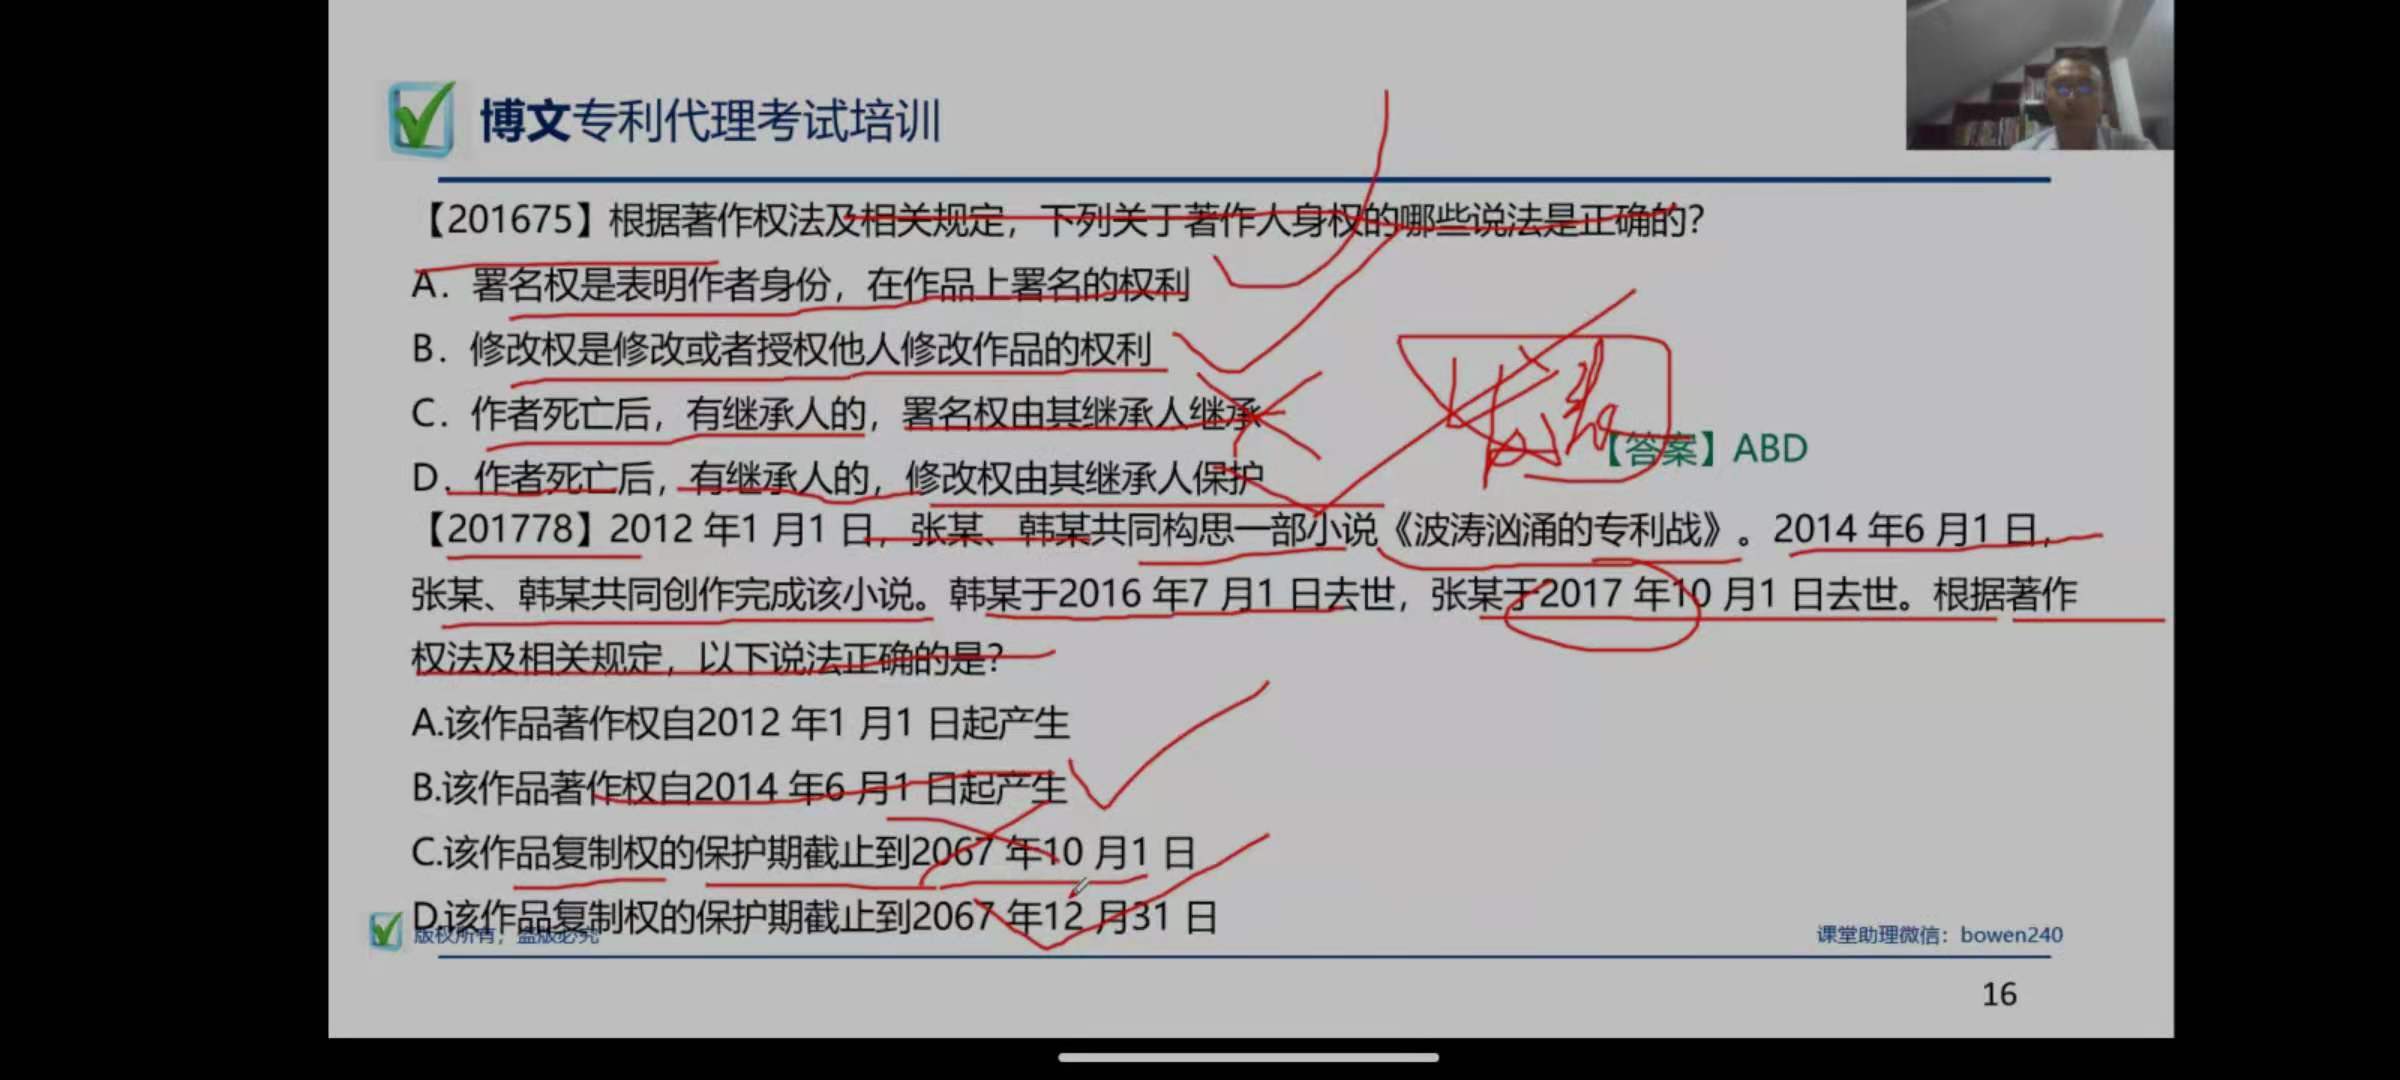 博文专利代理考试培训
【201675】根据著作权法及相关规定，下列关于著作人身权的哪些说法是正确的？
A．署名权是表明作者身份，在作品上署名的权利
B．修改权是修改或者授权他人修改作品的权利
C．作者死亡后，有继承人的，署名权由其继承人继承
D．作者死亡后，有继承人的，修改权由其继承人保护
【答案】ABD
【201778】2012 年1 月1 日，张某、韩某共同构思一部小说《波涛汹涌的专利战》。2014 年6 月1 日，
张某、韩某共同创作完成该小说。韩某于2016 年7 月1 日去世，张某于2017 年10 月1 日去世。根据著作
权法及相关规定，以下说法正确的是？
A.该作品著作权自2012 年1 月1 日起产生
B.该作品著作权自2014 年6 月1 日起产生
C.该作品复制权的保护期截止到2067 年10 月1 日
D.该作品复制权的保护期截止到2067 年12 月31 日
版权所有，盗版必究
课堂助理微信：bowen240
16